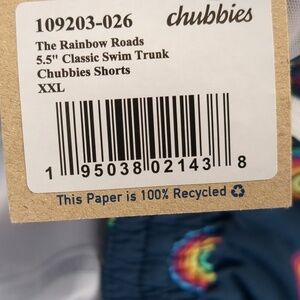 109203-026 chubbies
The Rainbow Roads
5.5" Classic Swim Trunk
Chubbies Shorts
XXL
1 95038 02143 8
This Paper is 100% Recycled